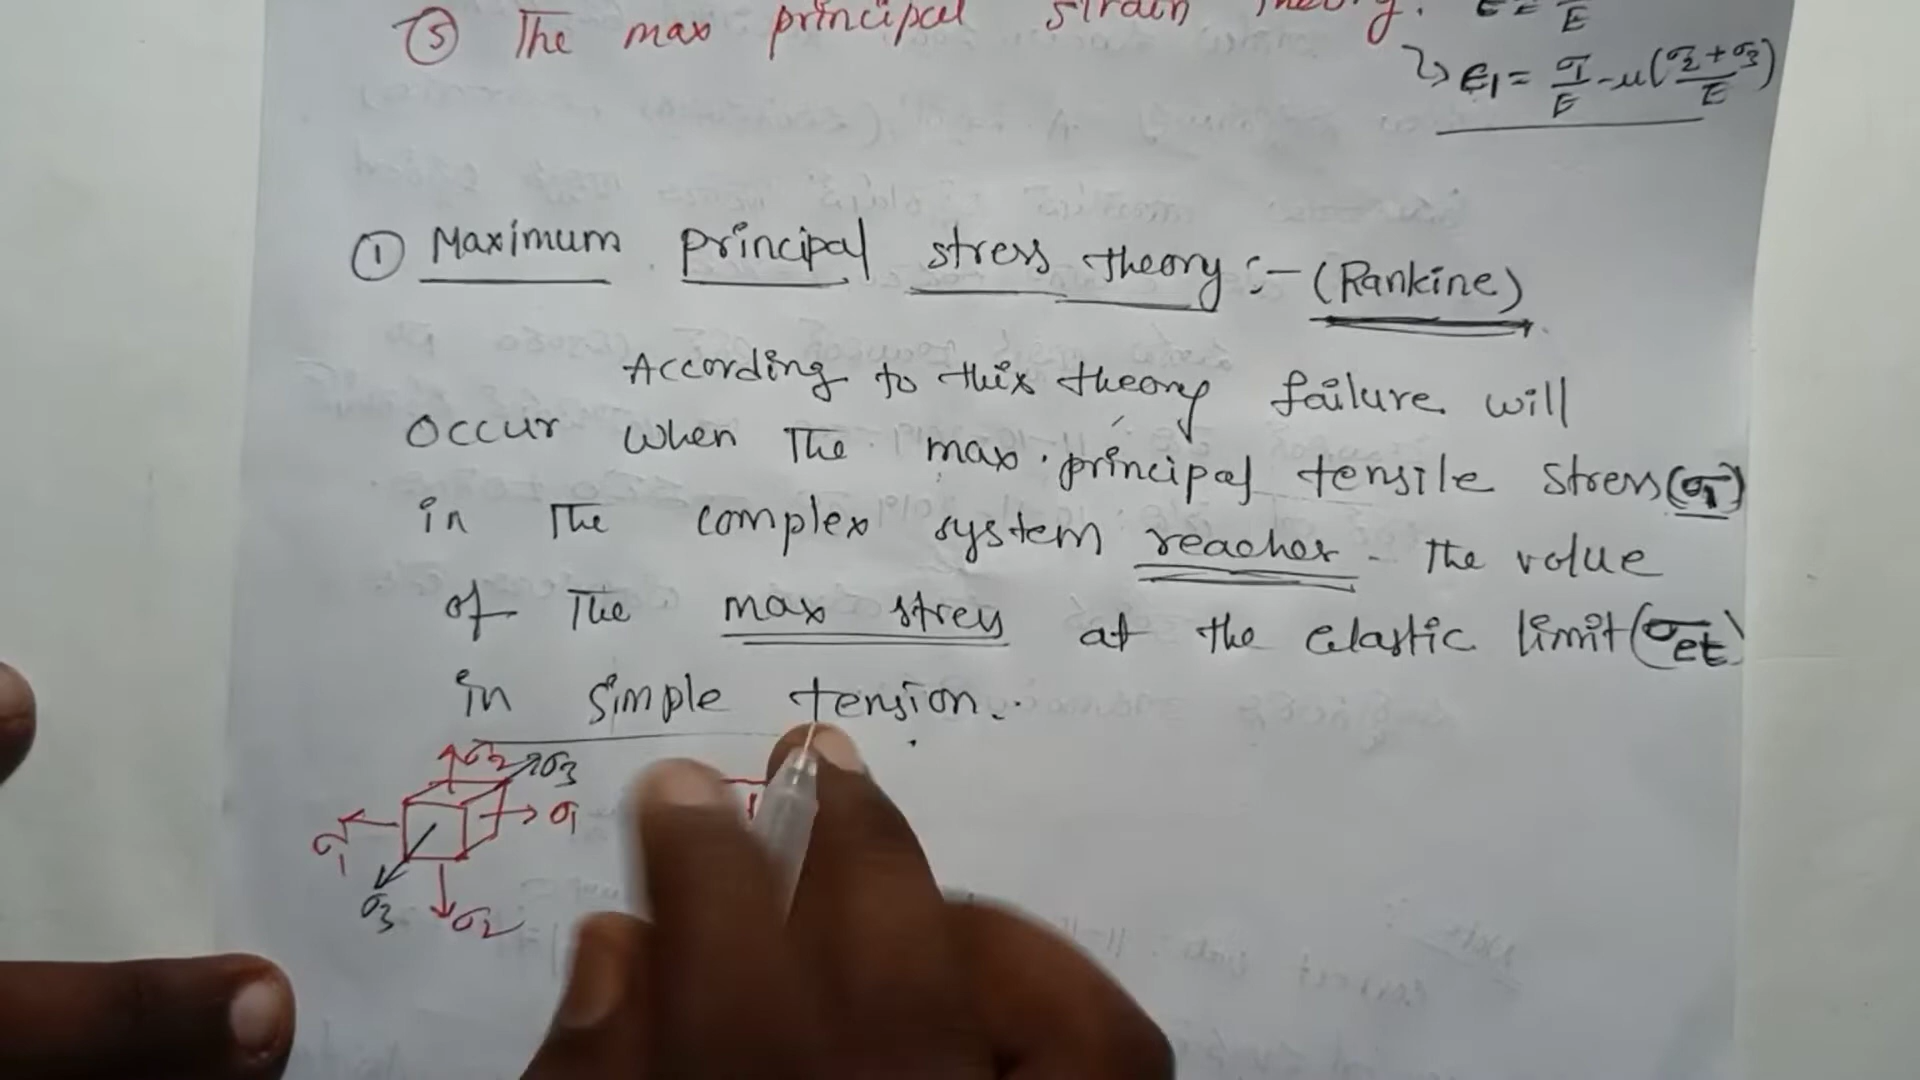 ⑤ The max principal strain Theory. ε = /E
↳ ε1 = σ1/E - μ(σ2+σ3/E)
① Maximum principal stress theory :- (Rankine)
According to this theory failure will
occur when The max. principal tensile stress (σ1)
in The complex system reaches the value
of The max stress at the elastic limit (σet)
in simple tension.
σ2 σ3
σ1 σ1
σ3 σ2